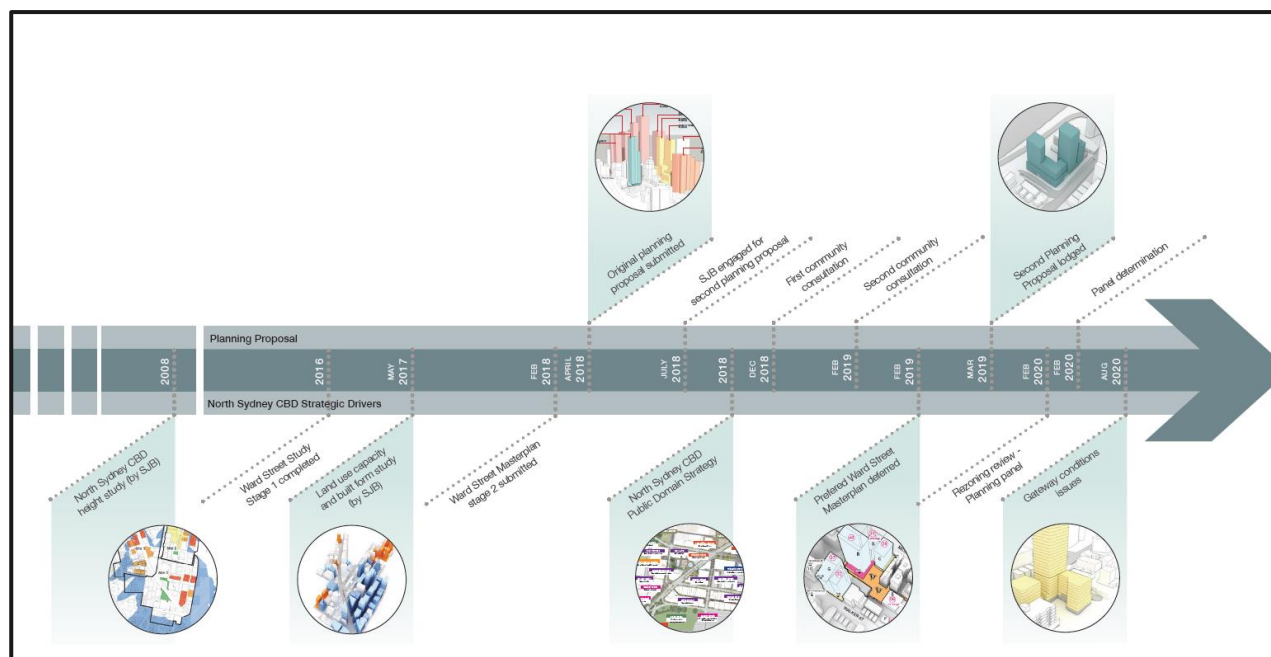 Original planning
proposal submitted
SJB engaged for
second planning proposal
First community
consultation
Second community
consultation
Second Planning
Proposal lodged
Panel determination
Planning Proposal
2008
2016
MAY
2017
FEB
2018
APRIL
2018
JULY
2018
2018
DEC
2018
FEB
2019
FEB
2019
MAR
2019
FEB
2020
FEB
2020
AUG
2020
North Sydney CBD Strategic Drivers
North Sydney CBD
height study (by SJB)
Ward Street Study
Stage 1 completed
Land use capacity
and built form study
(by SJB)
Ward Street Masterplan
stage 2 submitted
North Sydney CBD
Public Domain Strategy
Prefered Ward Street
Masterplan deferred
Rezoning review -
Planning panel
Gateway conditions
issues